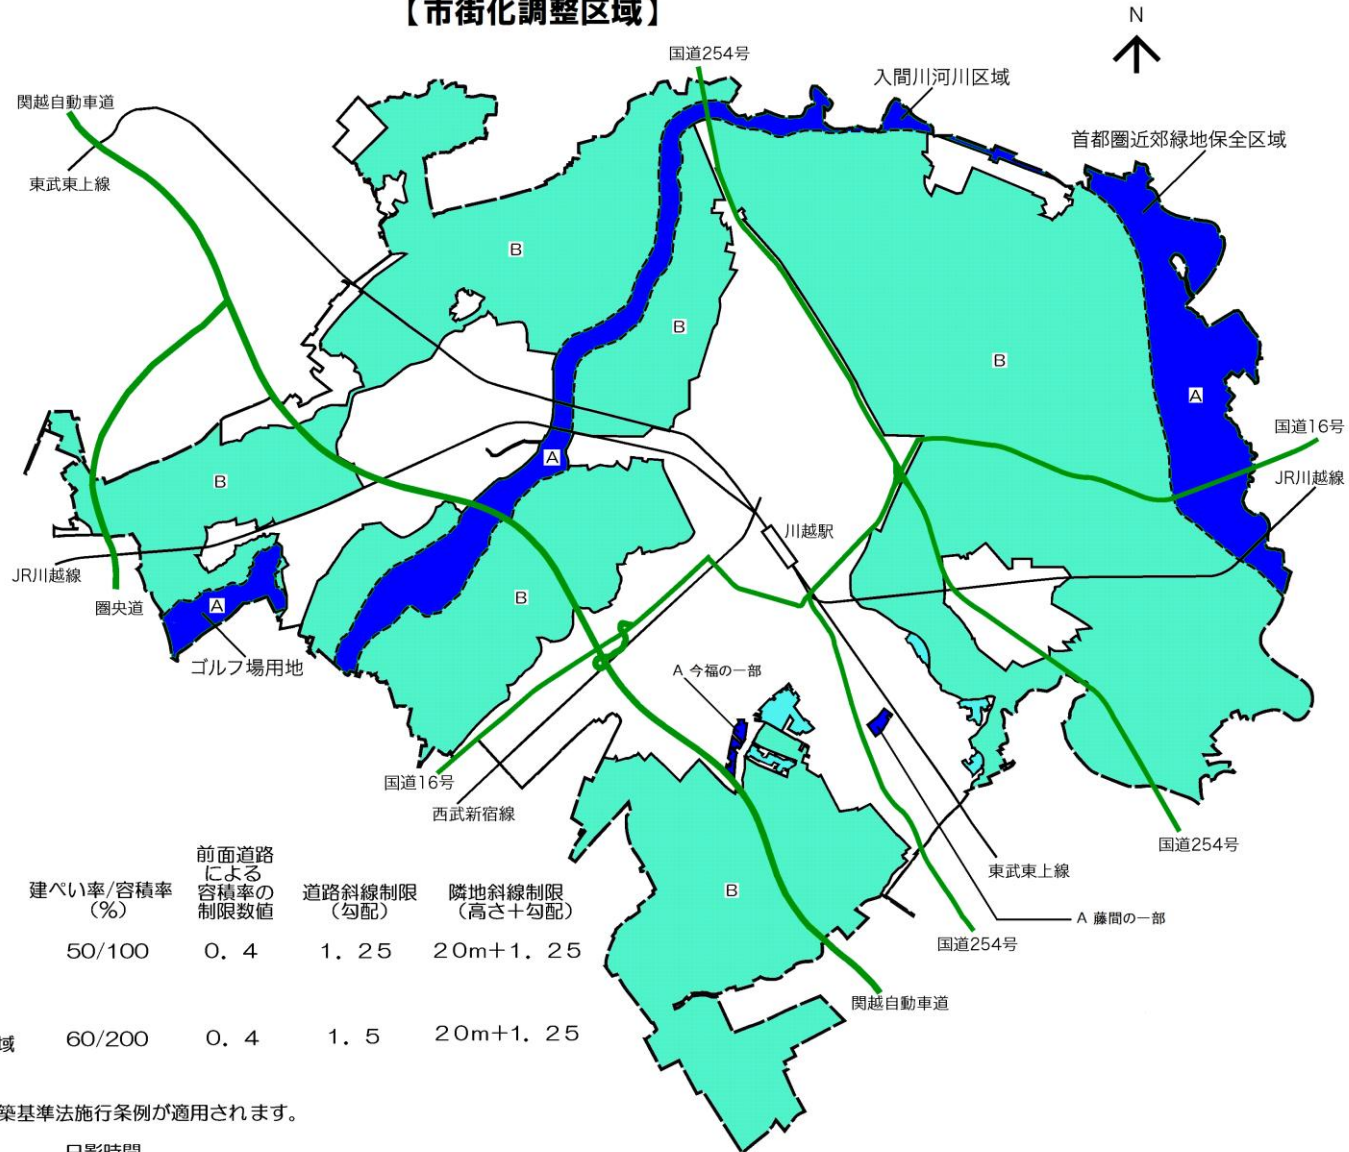 【市街化調整区域】
N
国道254号
入間川河川区域
関越自動車道
首都圏近郊緑地保全区域
東武東上線
B
B
B
A
国道16号
A
B
JR川越線
川越駅
JR川越線
圏央道
A
B
ゴルフ場用地
A 今福の一部
国道16号
西武新宿線
国道254号
東武東上線
B
A 藤間の一部
国道254号
関越自動車道
前面道路
による
容積率の
制限数値
建ぺい率/容積率
(%)
道路斜線制限
(勾配)
隣地斜線制限
(高さ+勾配)
50/100 0.4 1.25 20m+1.25
域 60/200 0.4 1.5 20m+1.25
築基準法施行条例が適用されます。
日影時間